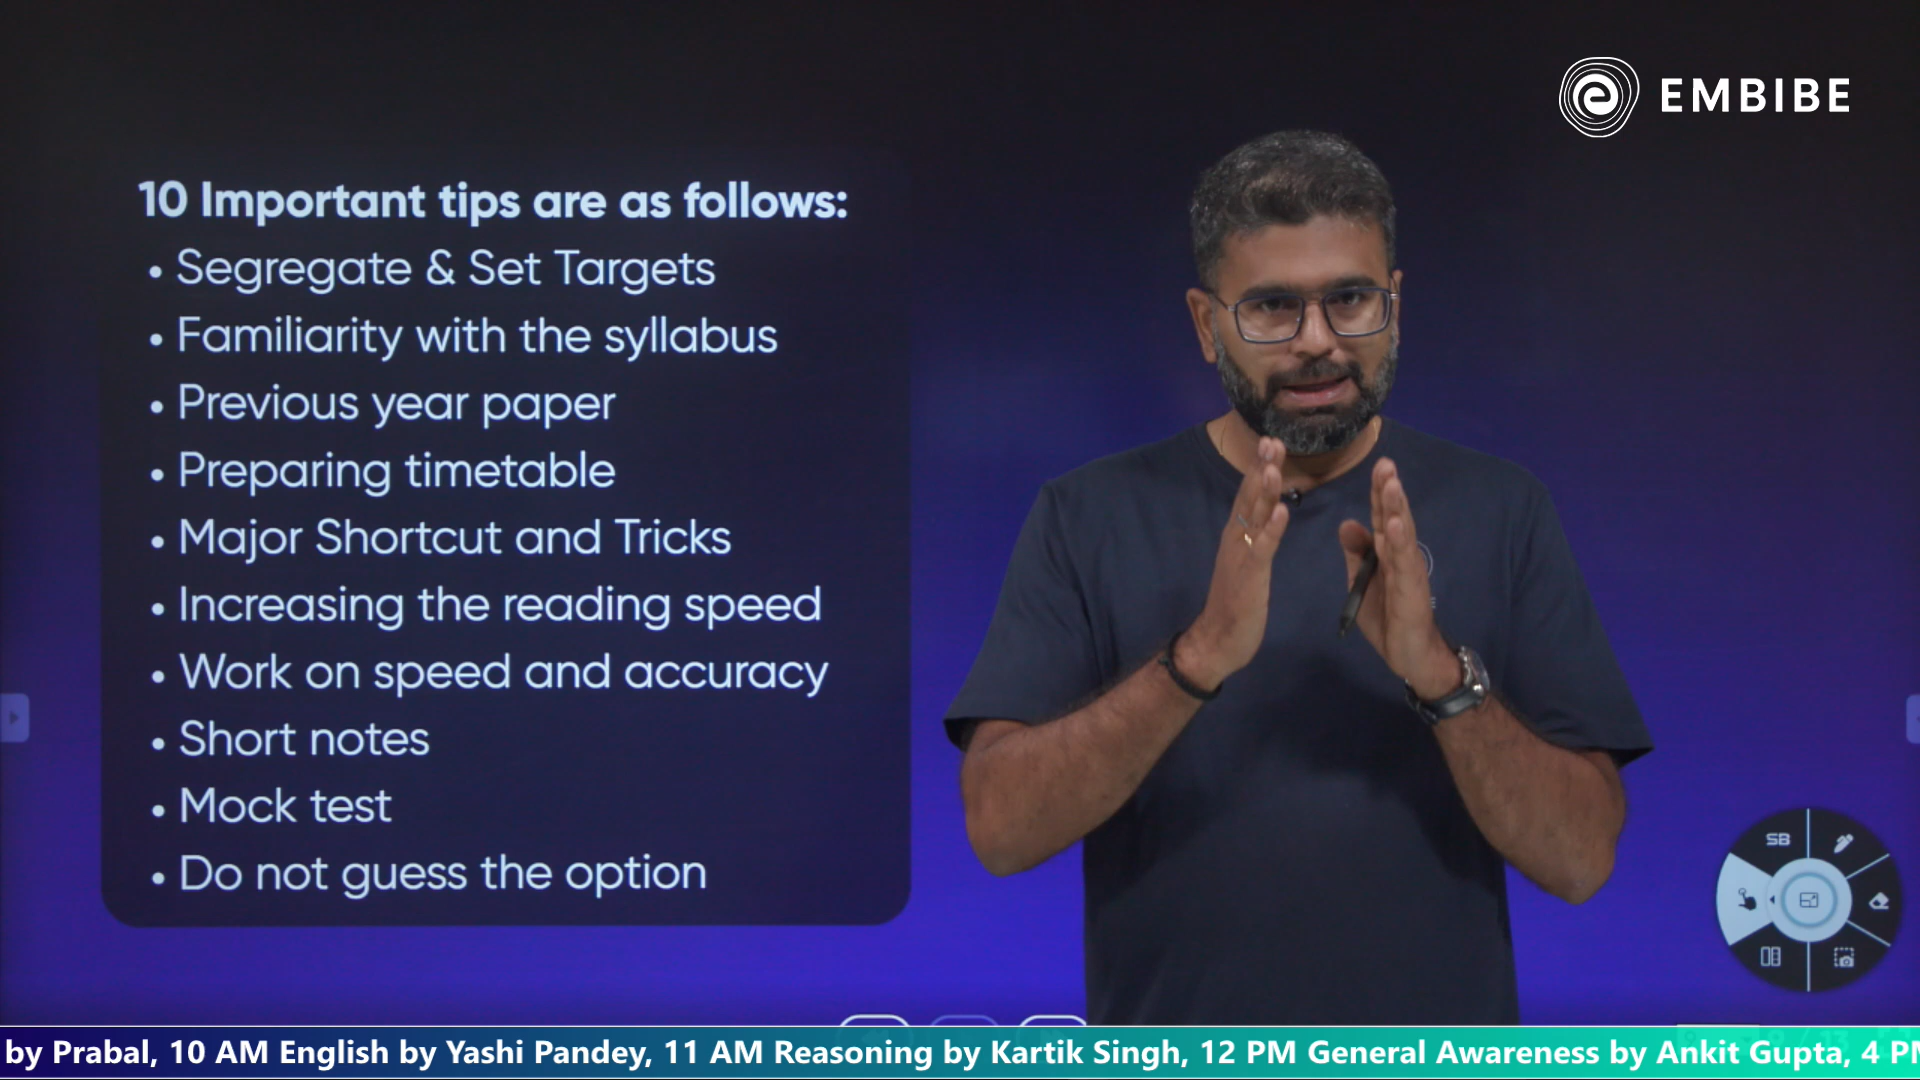 EMBIBE
10 Important tips are as follows:
• Segregate & Set Targets
• Familiarity with the syllabus
• Previous year paper
• Preparing timetable
• Major Shortcut and Tricks
• Increasing the reading speed
• Work on speed and accuracy
• Short notes
• Mock test
• Do not guess the option
SB
by Prabal, 10 AM English by Yashi Pandey, 11 AM Reasoning by Kartik Singh, 12 PM General Awareness by Ankit Gupta, 4 PM